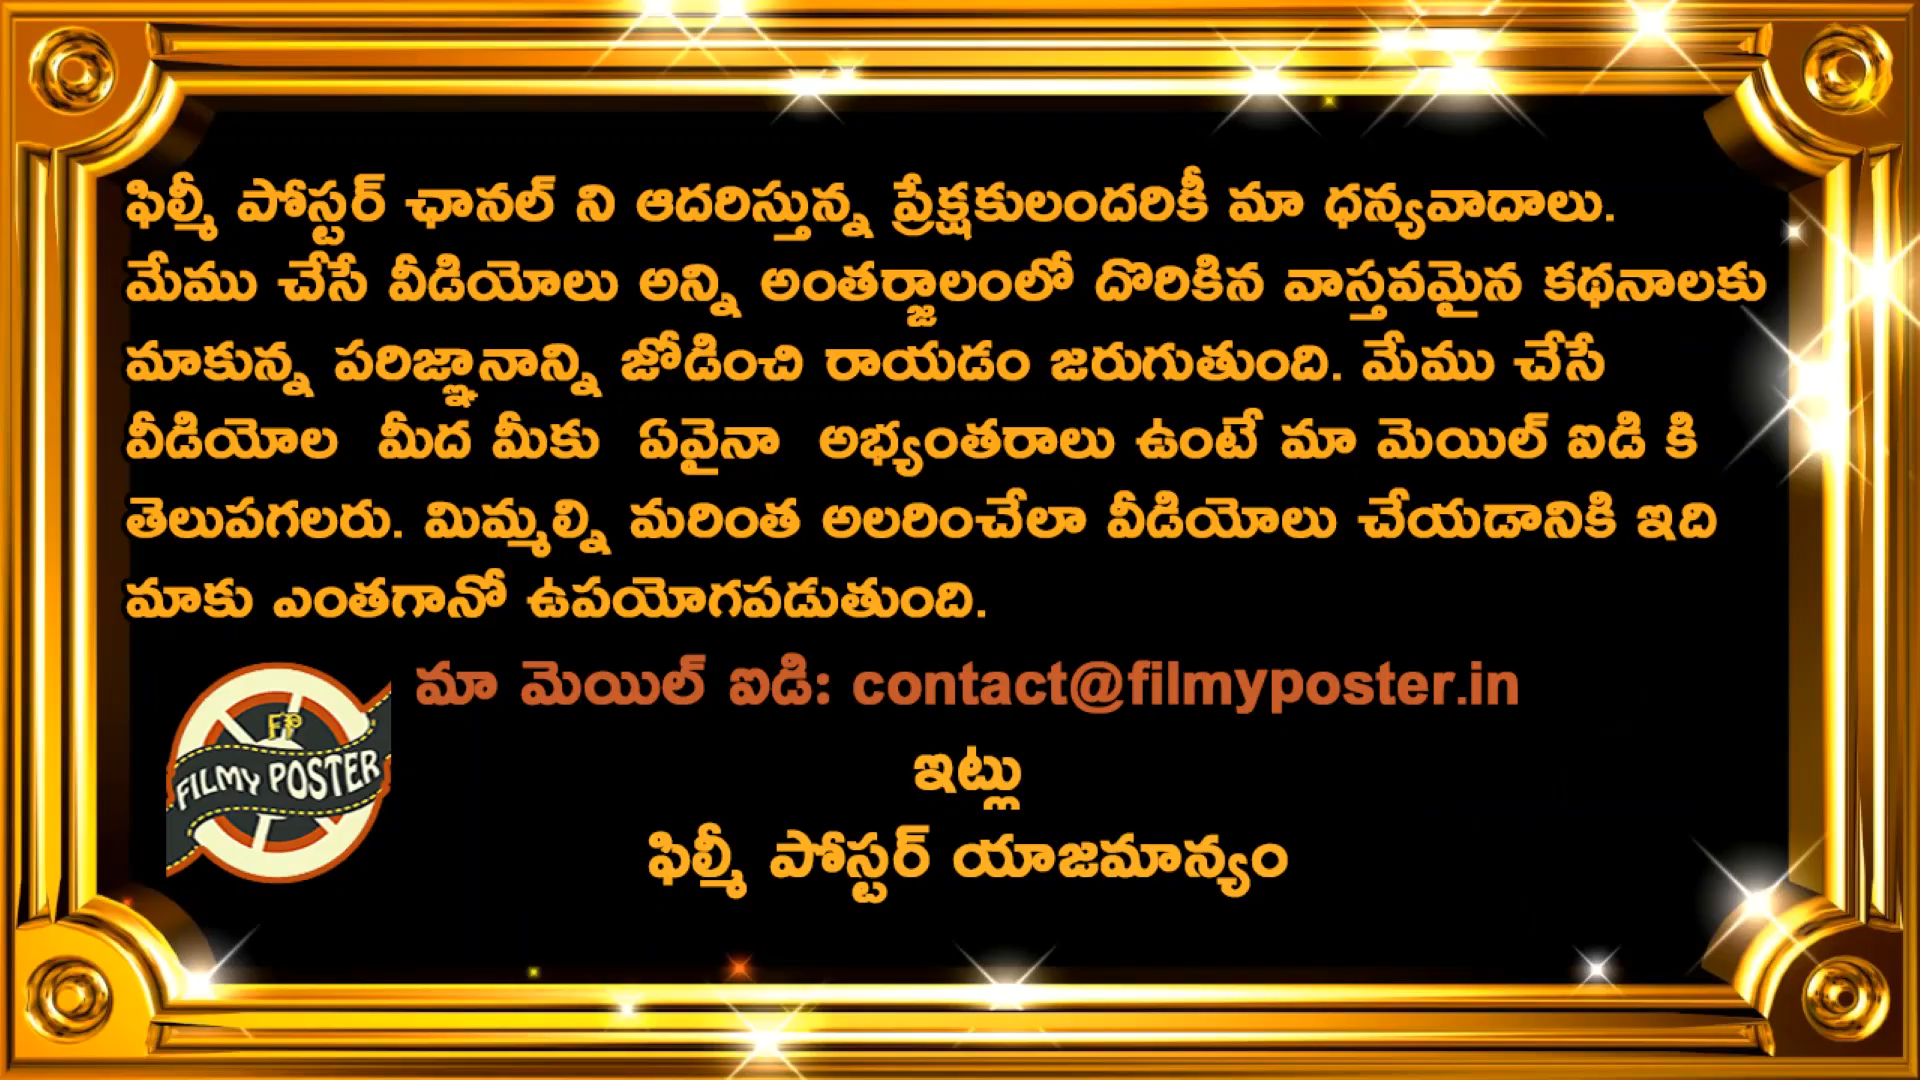 ఫిల్మీ పోస్టర్ ఛానల్ ని ఆదరిస్తున్న ప్రేక్షకులందరికీ మా ధన్యవాదాలు.
మేము చేసే వీడియోలు అన్ని అంతర్జాలంలో దొరికిన వాస్తవమైన కథనాలకు
మాకున్న పరిజ్ఞానాన్ని జోడించి రాయడం జరుగుతుంది. మేము చేసే
వీడియోల మీద మీకు ఏవైనా అభ్యంతరాలు ఉంటే మా మెయిల్ ఐడి కి
తెలుపగలరు. మిమ్మల్ని మరింత అలరించేలా వీడియోలు చేయడానికి ఇది
మాకు ఎంతగానో ఉపయోగపడుతుంది.
మా మెయిల్ ఐడి: contact@filmyposter.in
FP
FILMY POSTER
ఇట్లు
ఫిల్మీ పోస్టర్ యాజమాన్యం